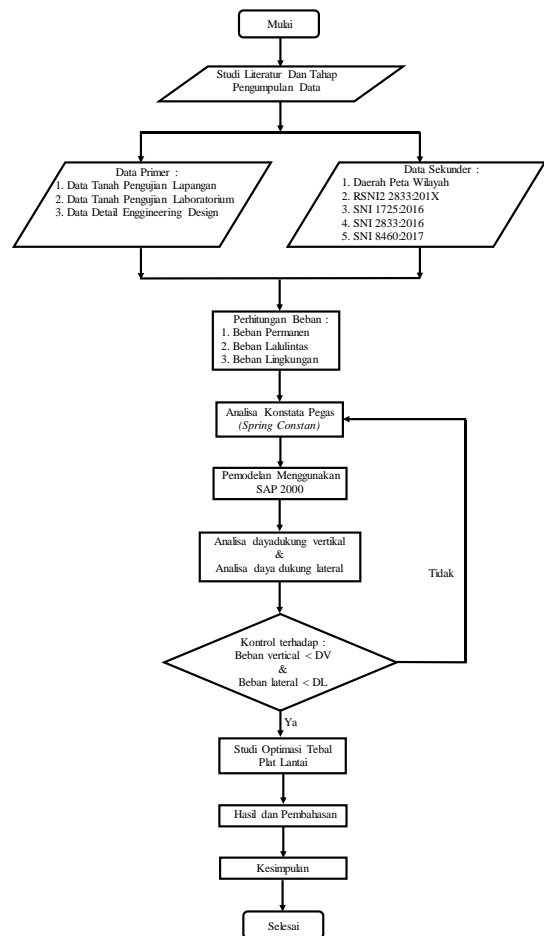 Mulai
Studi Literatur Dan Tahap
Pengumpulan Data
Data Primer :
1. Data Tanah Pengujian Lapangan
2. Data Tanah Pengujian Laboratorium
3. Data Detail Enggineering Design
Data Sekunder :
1. Daerah Peta Wilayah
2. RSNI2 2833:201X
3. SNI 1725:2016
4. SNI 2833:2016
5. SNI 8460:2017
Perhitungan Beban :
1. Beban Permanen
2. Beban Lalulintas
3. Beban Lingkungan
Analisa Konstata Pegas
(Spring Constan)
Pemodelan Menggunakan
SAP 2000
Analisa dayadukung vertikal
&
Analisa daya dukung lateral
Tidak
Kontrol terhadap :
Beban vertical < DV
&
Beban lateral < DL
Ya
Studi Optimasi Tebal
Plat Lantai
Hasil dan Pembahasan
Kesimpulan
Selesai